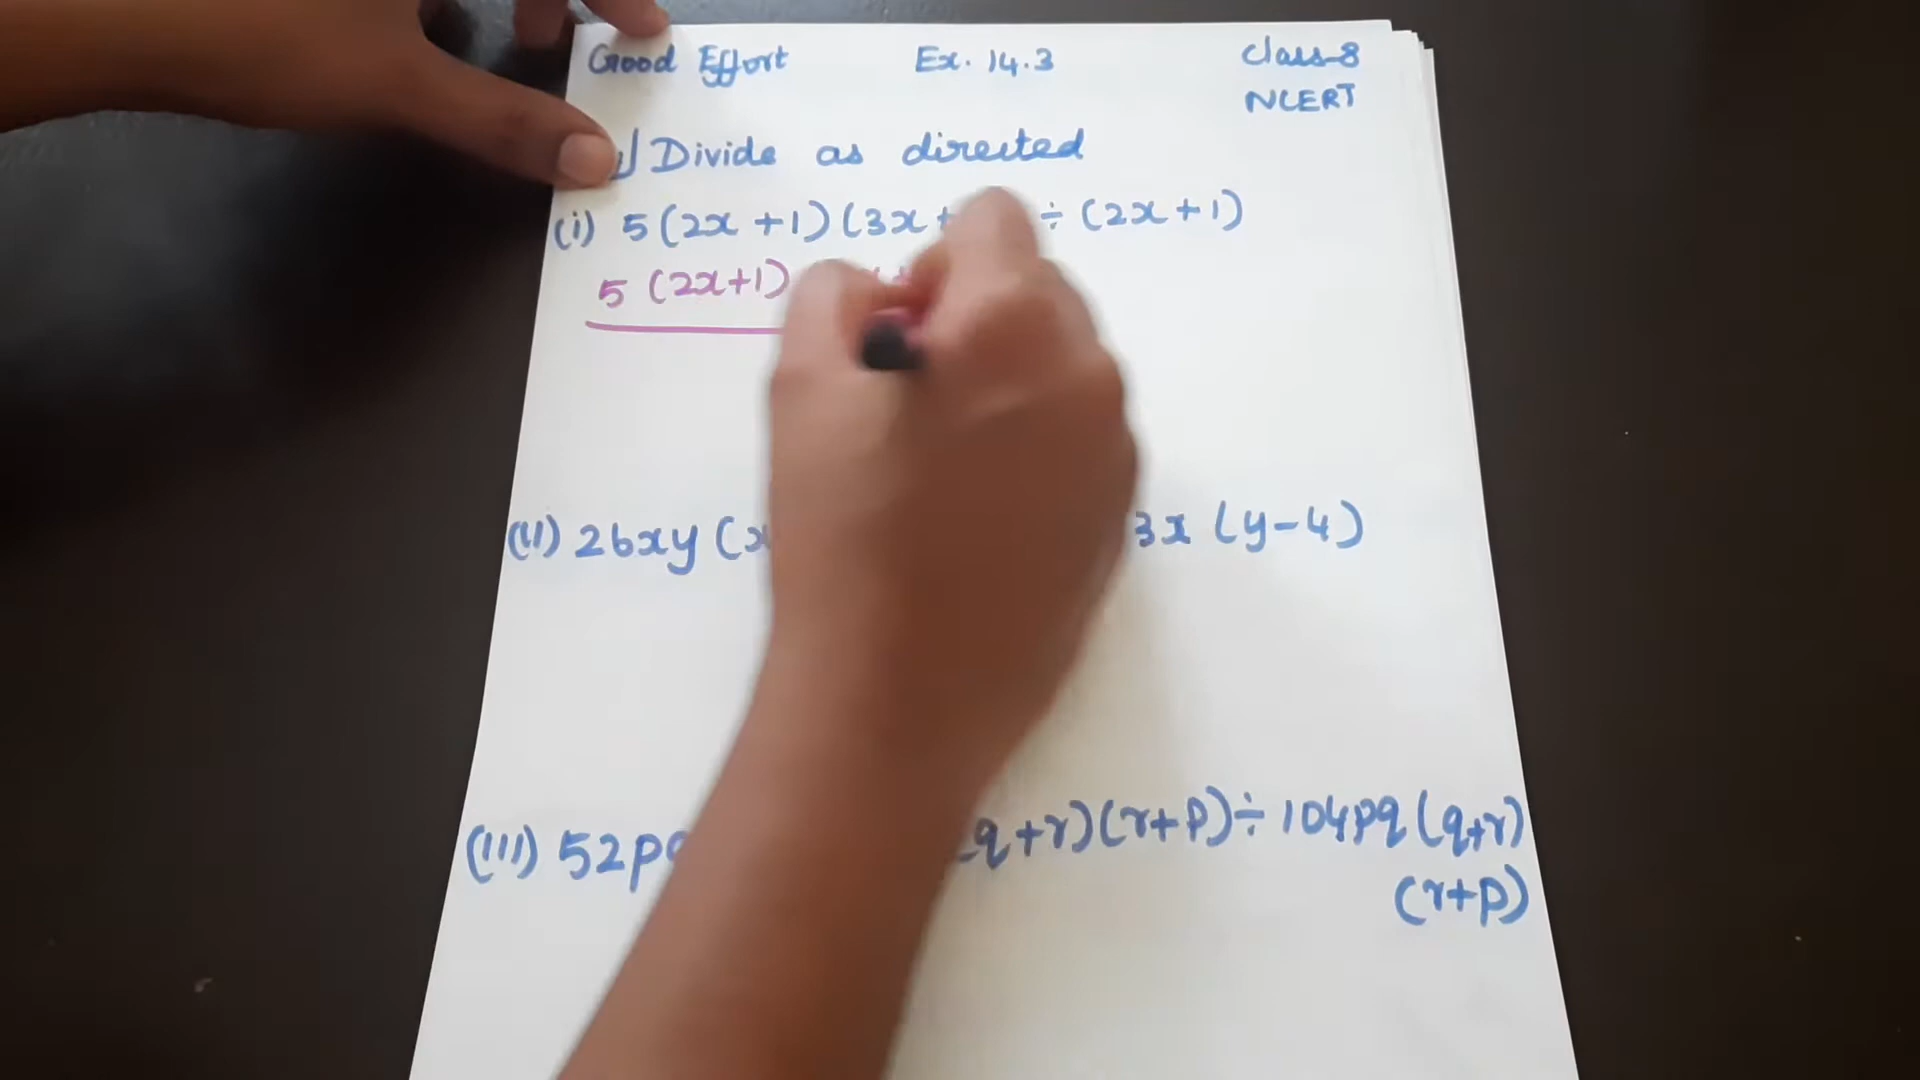 Good Effort Ex. 14.3 Class-8
NCERT
Divide as directed
(i) 5(2x+1)(3x+ ÷ (2x+1)
5 (2x+1)
(ii) 26xy (x 3x (y-4)
(iii) 52p q+r)(r+p)÷104pq(q+r)
(r+p)